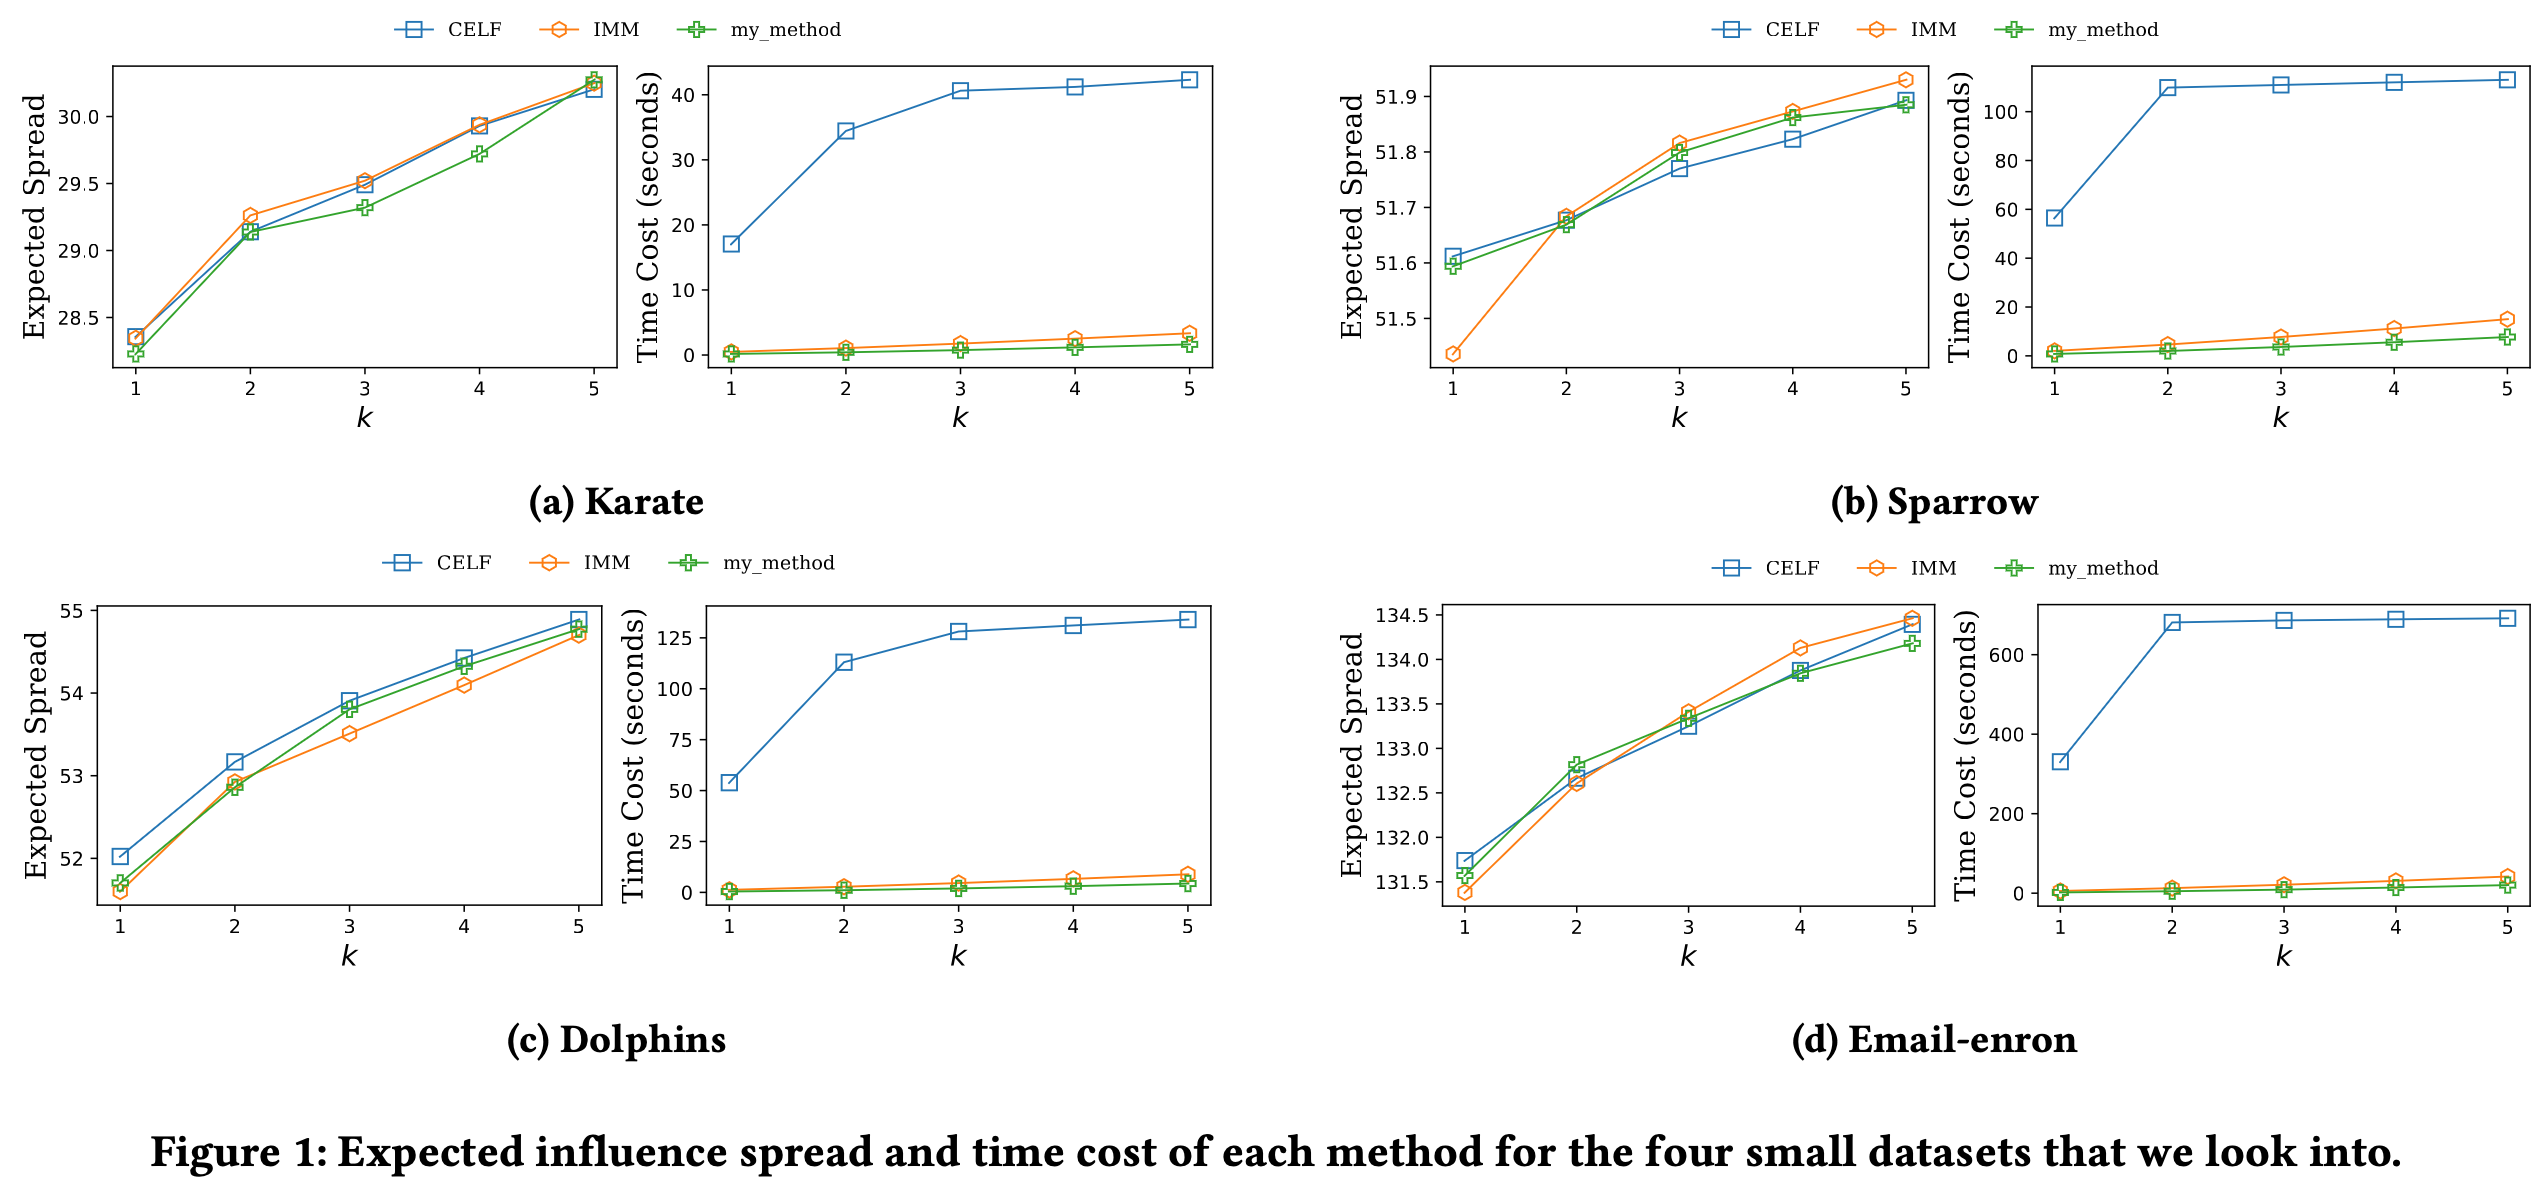 CELF IMM my_method
Expected Spread
30.0
29.5
29.0
28.5
1 2 3 4 5
k
Time Cost (seconds)
40
30
20
10
0
1 2 3 4 5
k
(a) Karate
CELF IMM my_method
Expected Spread
51.9
51.8
51.7
51.6
51.5
1 2 3 4 5
k
Time Cost (seconds)
100
80
60
40
20
0
1 2 3 4 5
k
(b) Sparrow
CELF IMM my_method
Expected Spread
55
54
53
52
1 2 3 4 5
k
Time Cost (seconds)
125
100
75
50
25
0
1 2 3 4 5
k
(c) Dolphins
CELF IMM my_method
Expected Spread
134.5
134.0
133.5
133.0
132.5
132.0
131.5
1 2 3 4 5
k
Time Cost (seconds)
600
400
200
0
1 2 3 4 5
k
(d) Email-enron
Figure 1: Expected influence spread and time cost of each method for the four small datasets that we look into.